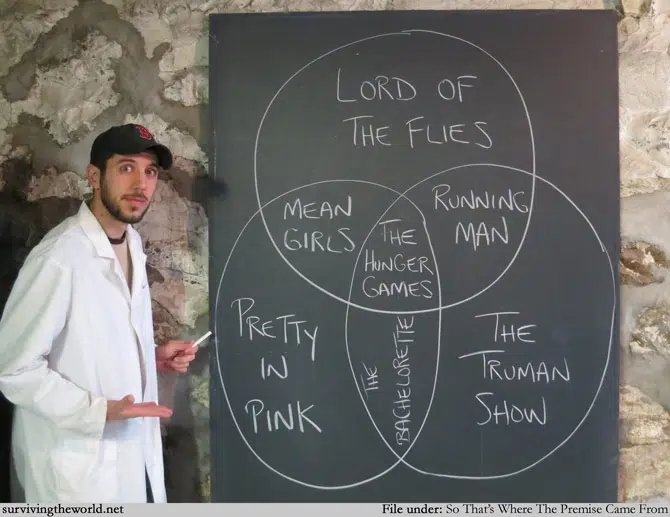 LORD OF
THE FLIES
MEAN
GIRLS
RUNNING
MAN
THE
HUNGER
GAMES
PRETTY
IN
PINK
THE
BACHELORETTE
THE
TRUMAN
SHOW
survivingtheworld.net
File under: So That's Where The Premise Came From